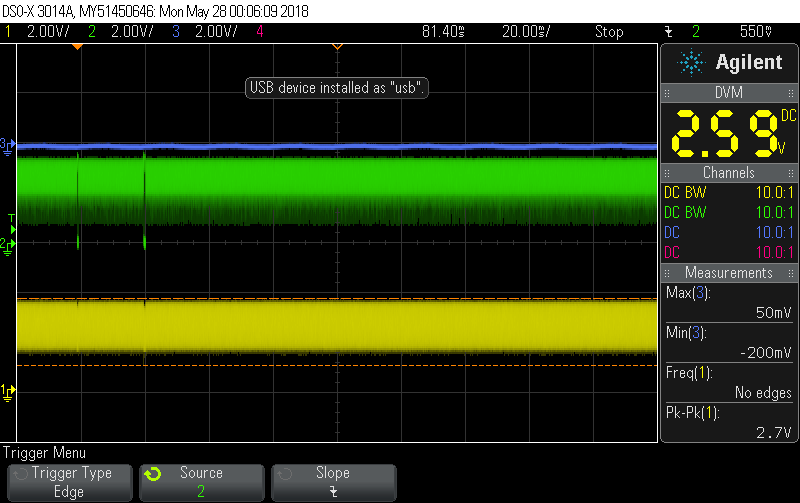 DSO-X 3014A, MY51450646: Mon May 28 00:06:09 2018
1 2.00V/ 2 2.00V/ 3 2.00V/ 4 81.40s 20.00s/ Stop 2 550V
USB device installed as "usb".
Agilent
DVM
2.59 DC V
Channels
DC BW 10.0:1
DC BW 10.0:1
DC 10.0:1
DC 10.0:1
Measurements
Max(3):
50mV
Min(3):
-200mV
Freq(1):
No edges
Pk-Pk(1):
2.7V
3
T
2
1
Trigger Menu
Trigger Type
Edge
Source
2
Slope